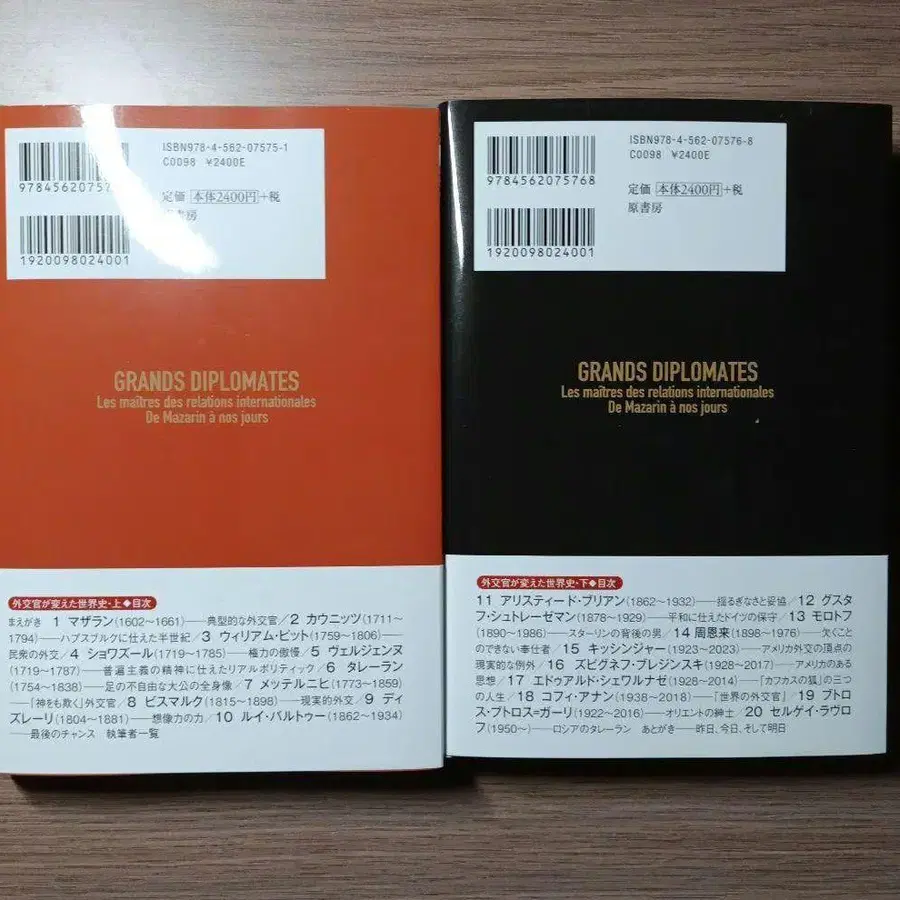 ISBN978-4-562-07575-1
C0098 ¥2400E
定価 本体2400円+税
書房
1920098024001
GRANDS DIPLOMATES
Les maîtres des relations internationales
De Mazarin à nos jours
外交官が変えた世界史・上◆目次
まえがき 1 マザラン(1602〜1661)──典型的な外交官/2 カウニッツ(1711〜
1794)──ハプスブルクに仕えた半世紀/3 ウィリアム・ピット(1759〜1806)──
民衆の外交/4 ショワズール(1719〜1785)──権力の傲慢/5 ヴェルジェンヌ
(1719〜1787)──普遍主義の精神に仕えたリアルポリティック/6 タレーラン
(1754〜1838)──足の不自由な大公の全身像/7 メッテルニヒ(1773〜1859)
──「神をも欺く」外交官/8 ビスマルク(1815〜1898)──現実的外交/9 ディ
ズレーリ(1804〜1881)──想像力の力/10 ルイ・バルトゥー(1862〜1934)
──最後のチャンス 執筆者一覧
ISBN978-4-562-07576-8
C0098 ¥2400E
9784562075768
定価 本体2400円+税
原書房
1920098024001
GRANDS DIPLOMATES
Les maîtres des relations internationales
De Mazarin à nos jours
外交官が変えた世界史・下◆目次
11 アリスティード・ブリアン(1862〜1932)──揺るぎなさと妥協/12 グスタ
フ・シュトレーゼマン(1878〜1929)──平和に仕えたドイツの保守/13 モロトフ
(1890〜1986)──スターリンの背後の男/14 周恩来(1898〜1976)──欠くこと
のできない奉仕者/15 キッシンジャー(1923〜2023)──アメリカ外交の頂点の
現実的な例外/16 ズビグネフ・ブレジンスキ(1928〜2017)──アメリカのある
思想/17 エドゥアルド・シェワルナゼ(1928〜2014)──「カフカスの狐」の三つ
の人生/18 コフィ・アナン(1938〜2018)──「世界の外交官」/19 ブトロ
ス・ブトロス=ガーリ(1922〜2016)──オリエントの紳士/20 セルゲイ・ラヴロ
フ(1950〜)──ロシアのタレーラン あとがき──昨日、今日、そして明日